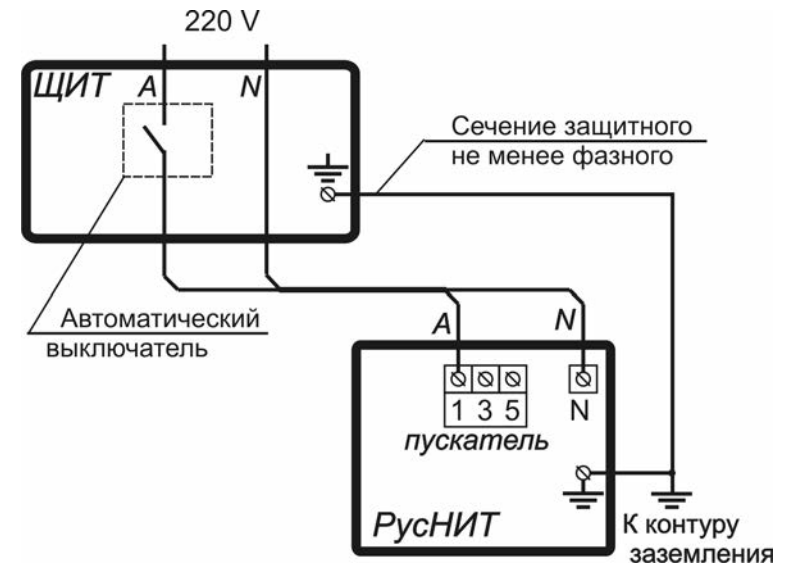 220 V
ЩИТ A N
Сечение защитного
не менее фазного
Автоматический
выключатель
A N
1 3 5 N
пускатель
РусНИТ
К контуру
заземления